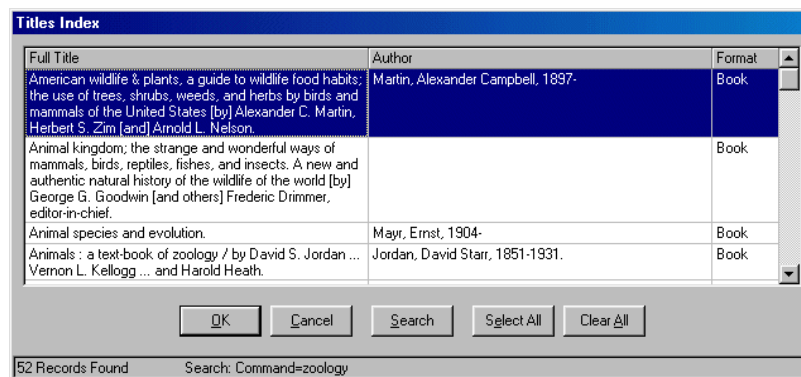 Titles Index
Full Title Author Format
American wildlife & plants, a guide to wildlife food habits; Martin, Alexander Campbell, 1897- Book
the use of trees, shrubs, weeds, and herbs by birds and
mammals of the United States [by] Alexander C. Martin,
Herbert S. Zim [and] Arnold L. Nelson.
Animal kingdom; the strange and wonderful ways of Book
mammals, birds, reptiles, fishes, and insects. A new and
authentic natural history of the wildlife of the world [by]
George G. Goodwin [and others] Frederic Drimmer,
editor-in-chief.
Animal species and evolution. Mayr, Ernst, 1904- Book
Animals : a text-book of zoology / by David S. Jordan ... Jordan, David Starr, 1851-1931. Book
Vernon L. Kellogg ... and Harold Heath.
OK Cancel Search Select All Clear All
52 Records Found Search: Command=zoology